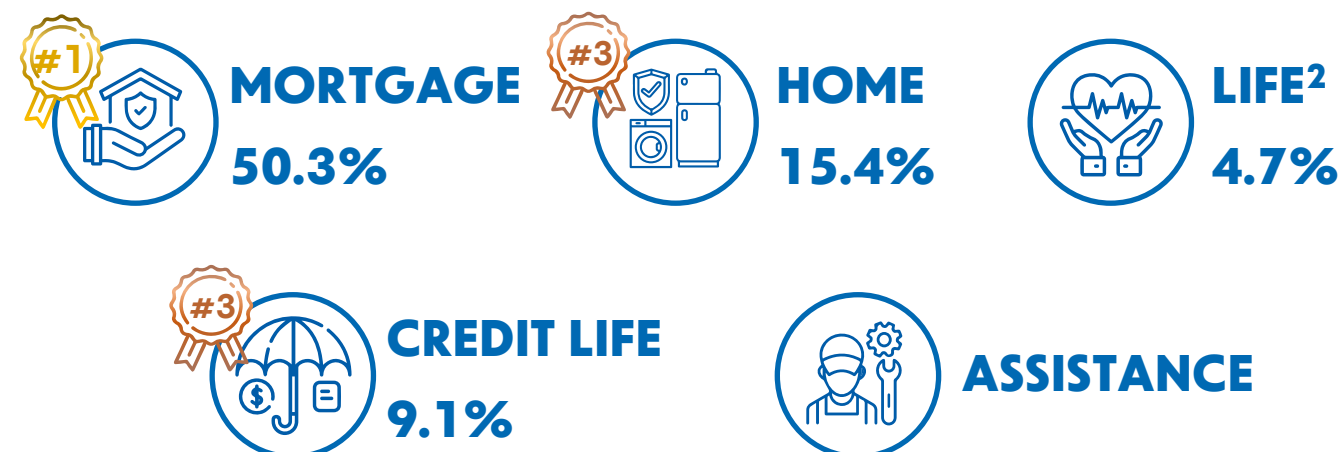 #1
MORTGAGE
50.3%
#3
HOME
15.4%
LIFE²
4.7%
#3
CREDIT LIFE
9.1%
$
ASSISTANCE